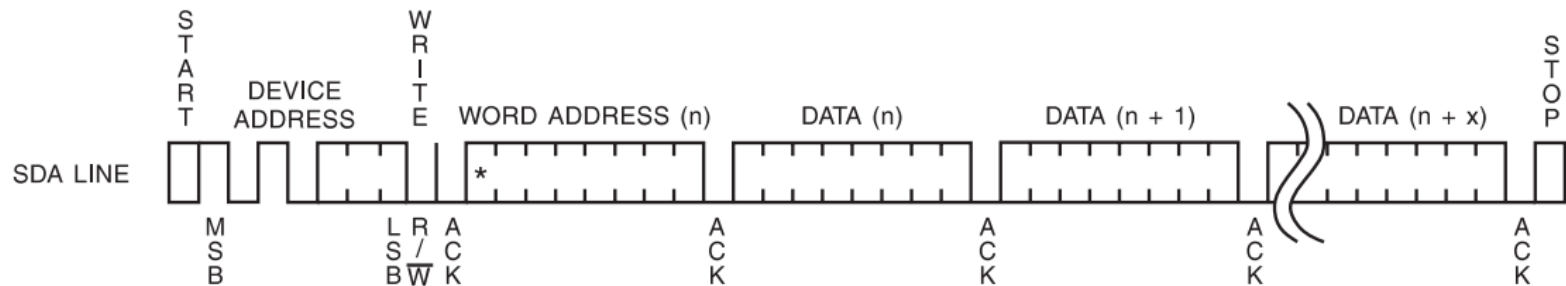 START
WRITE
STOP
DEVICE
ADDRESS
WORD ADDRESS (n)
DATA (n)
DATA (n + 1)
DATA (n + x)
SDA LINE
*
MSB
LSB
R/W
ACK
ACK
ACK
ACK
ACK